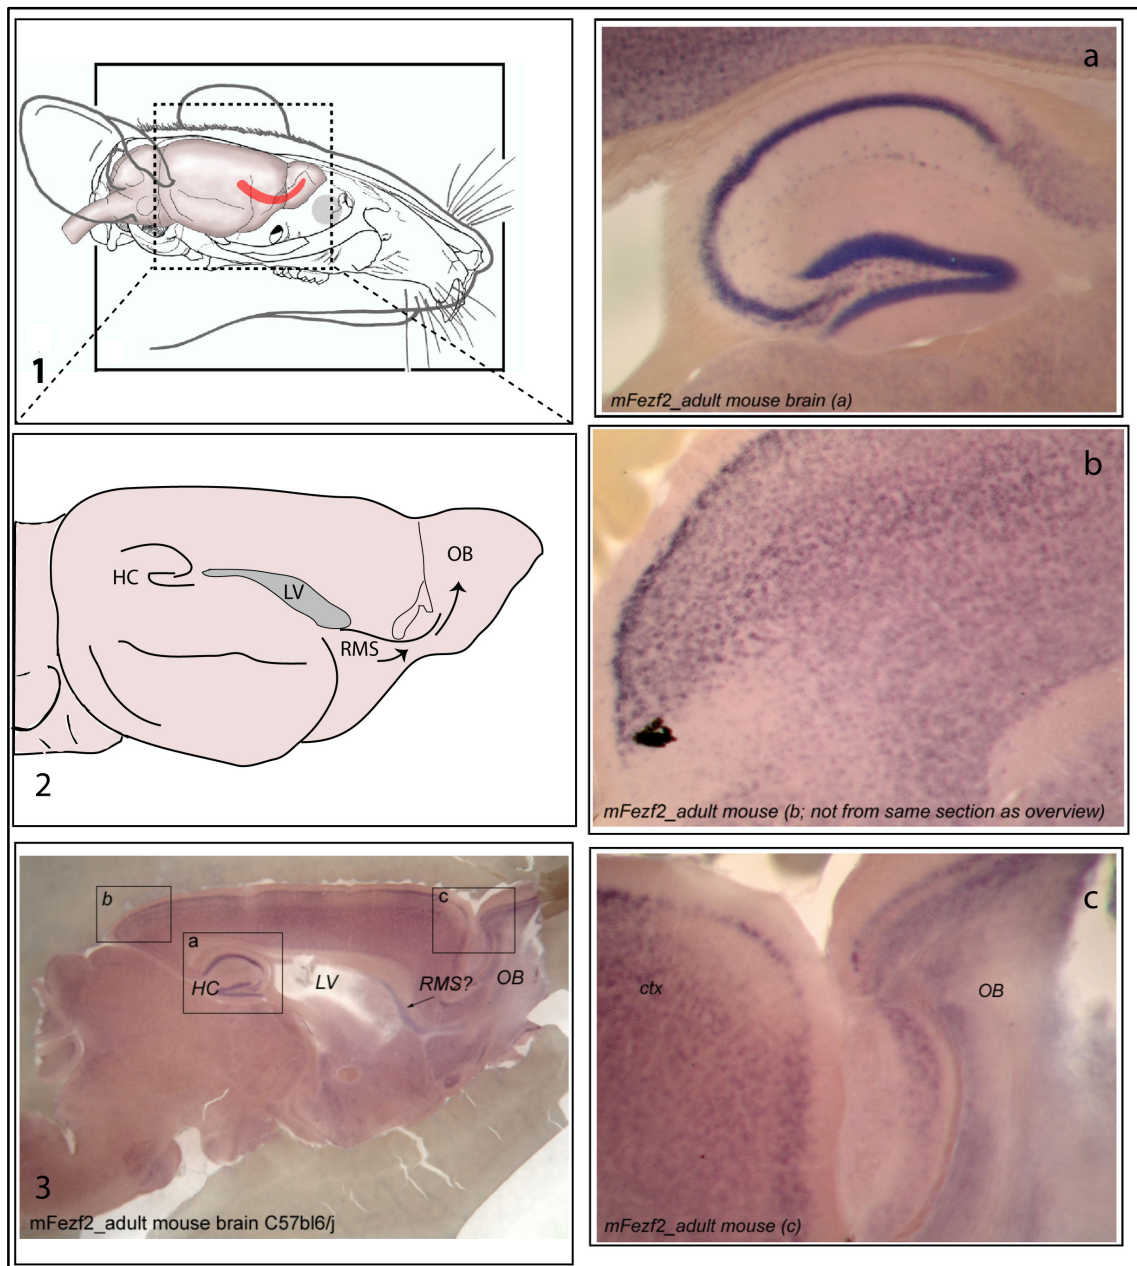 1
a
mFezf2_adult mouse brain (a)
HC
LV
OB
RMS
2
b
mFezf2_adult mouse (b; not from same section as overview)
b
a
c
HC
LV
RMS?
OB
3
mFezf2_adult mouse brain C57bl6/j
c
ctx
OB
mFezf2_adult mouse (c)